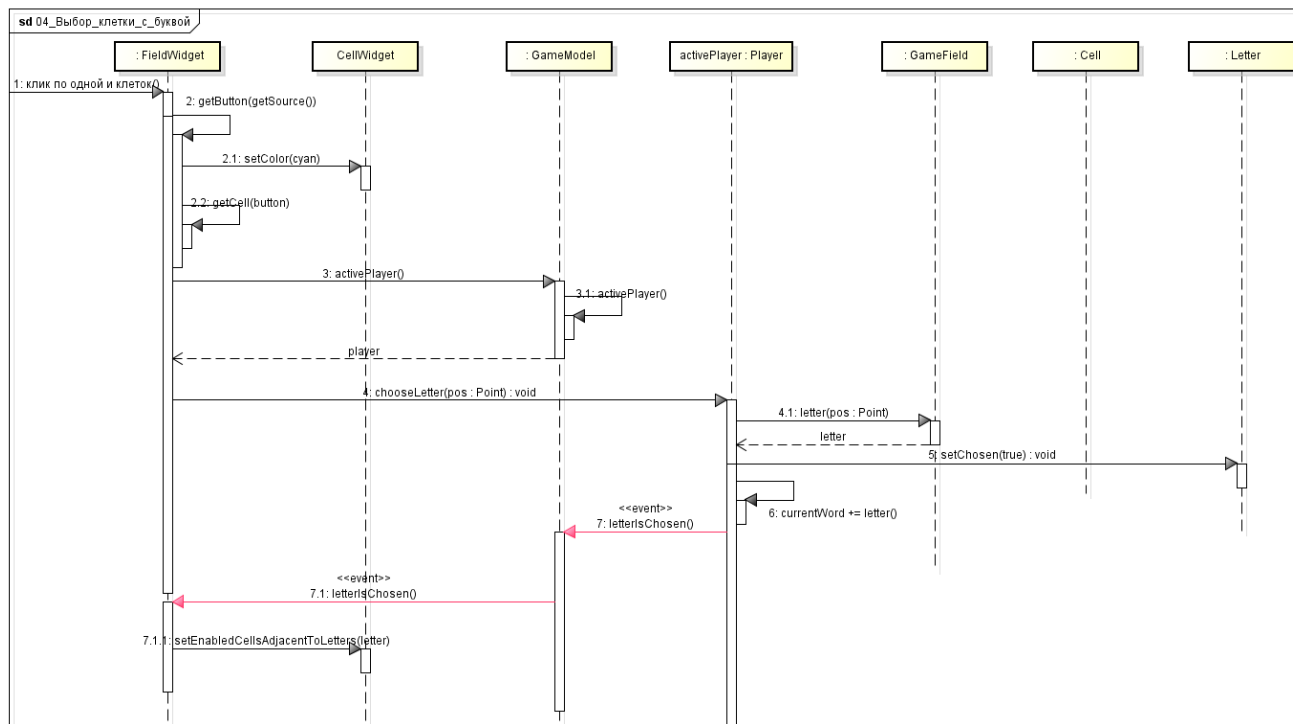 sd 04_Выбор_клетки_с_буквой
: FieldWidget
CellWidget
: GameModel
activePlayer : Player
: GameField
: Cell
: Letter
1: клик по одной и клеток()
2: getButton(getSource())
2.1: setColor(cyan)
2.2: getCell(button)
3: activePlayer()
3.1: activePlayer()
player
4: chooseLetter(pos : Point) : void
4.1: letter(pos : Point)
letter
5: setChosen(true) : void
6: currentWord += letter()
<<event>>
7: letterIsChosen()
<<event>>
7.1: letterIsChosen()
7.1.1: setEnabledCellsAdjacentToLetters(letter)